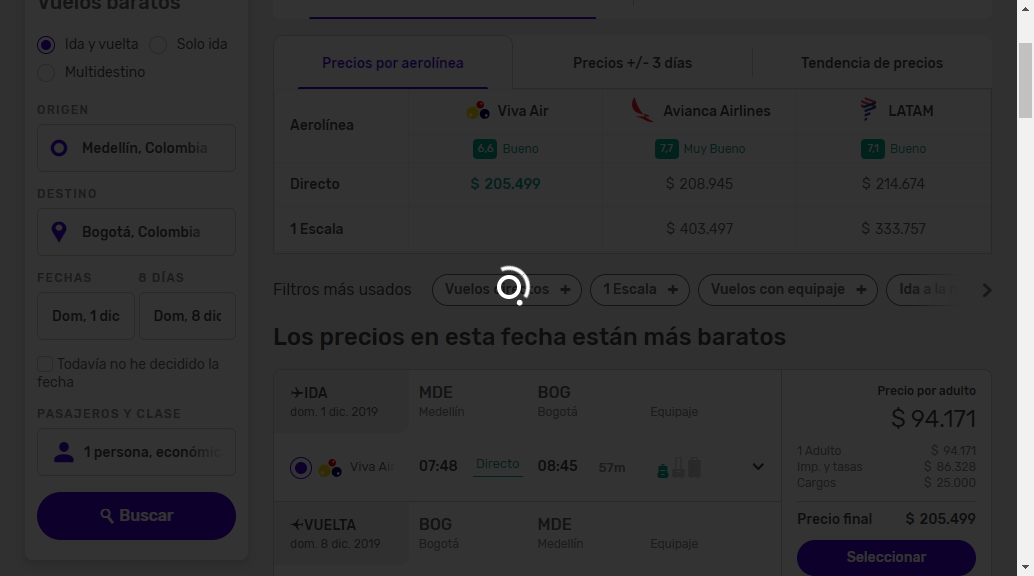 Vuelos baratos
Ida y vuelta Solo ida
Multidestino
ORIGEN
Medellín, Colombia
DESTINO
Bogotá, Colombia
FECHAS 8 DÍAS
Dom, 1 dic Dom, 8 dic
Todavía no he decidido la
fecha
PASAJEROS Y CLASE
1 persona, económic
Buscar
Precios por aerolínea Precios +/- 3 días Tendencia de precios
Aerolínea Viva Air Avianca Airlines LATAM
6,6 Bueno 7,7 Muy Bueno 7,1 Bueno
Directo $ 205.499 $ 208.945 $ 214.674
1 Escala $ 403.497 $ 333.757
Filtros más usados Vuelos directos + 1 Escala + Vuelos con equipaje + Ida a la
Los precios en esta fecha están más baratos
IDA MDE BOG
dom. 1 dic. 2019 Medellín Bogotá Equipaje
Viva Air 07:48 Directo 08:45 57m
VUELTA BOG MDE
dom. 8 dic. 2019 Bogotá Medellín Equipaje
Precio por adulto
$ 94.171
1 Adulto $ 94.171
Imp. y tasas $ 86.328
Cargos $ 25.000
Precio final $ 205.499
Seleccionar